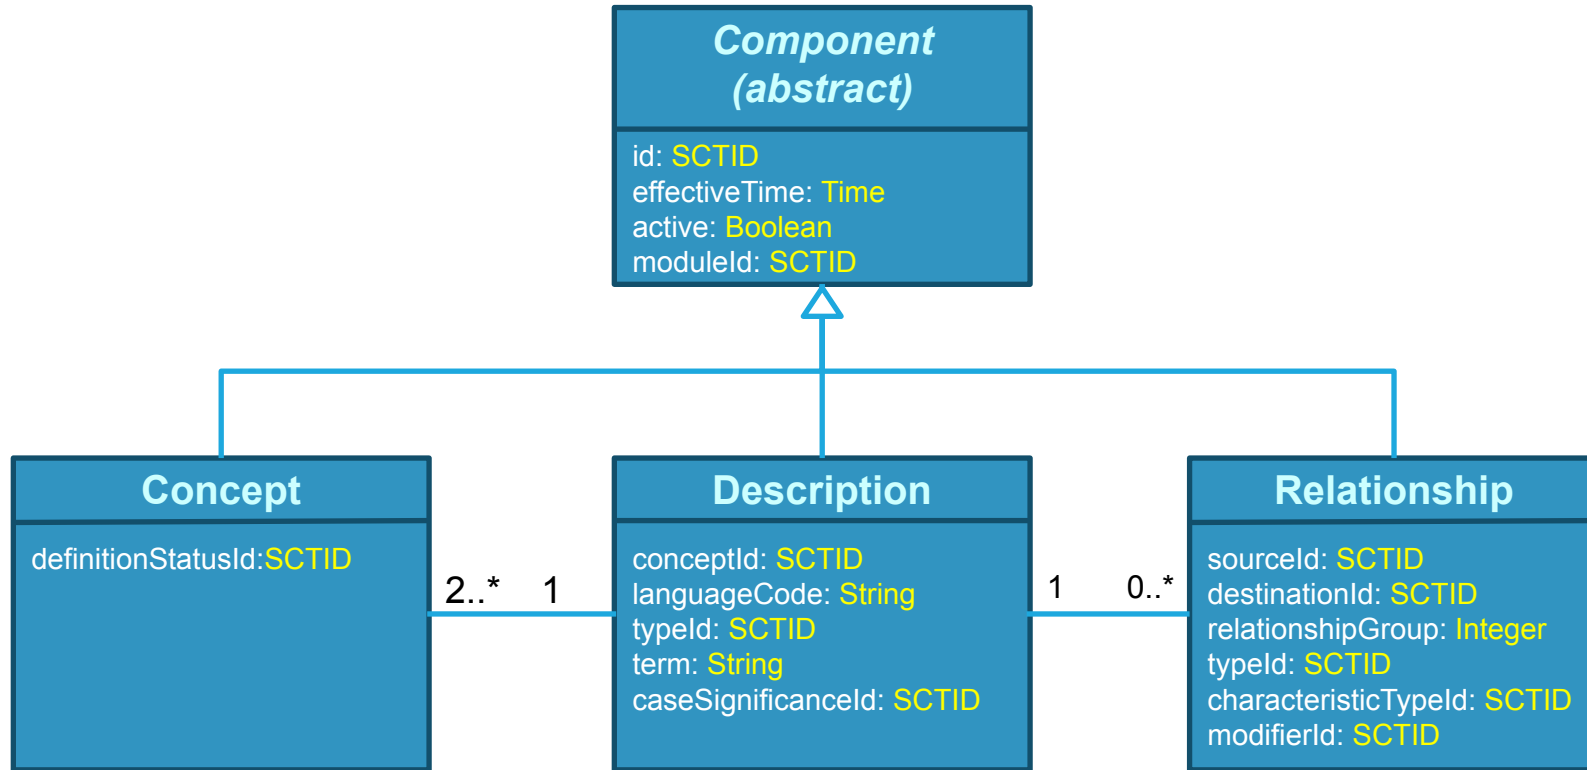 Component
(abstract)
id: SCTID
effectiveTime: Time
active: Boolean
moduleId: SCTID
Concept
definitionStatusId:SCTID
2..* 1
Description
conceptId: SCTID
languageCode: String
typeId: SCTID
term: String
caseSignificanceId: SCTID
1 0..*
Relationship
sourceId: SCTID
destinationId: SCTID
relationshipGroup: Integer
typeId: SCTID
characteristicTypeId: SCTID
modifierId: SCTID